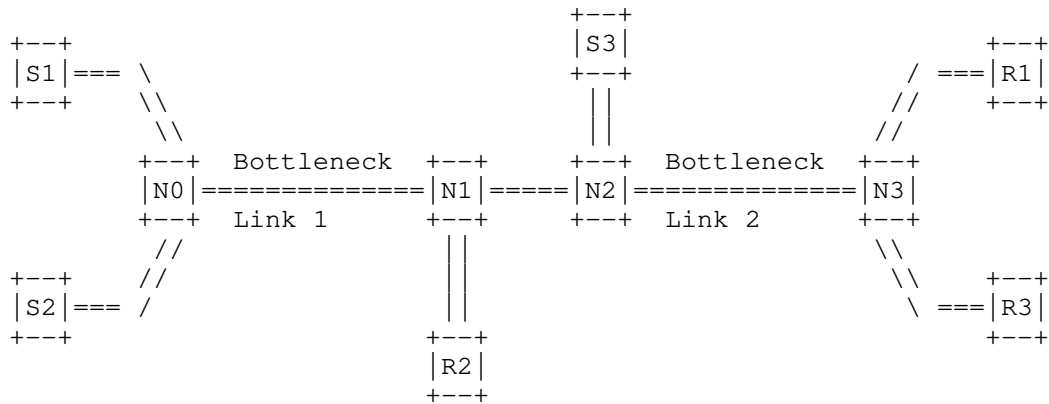 S3
S1 R1
Bottleneck Bottleneck
N0 N1 N2 N3
Link 1 Link 2
S2 R3
R2